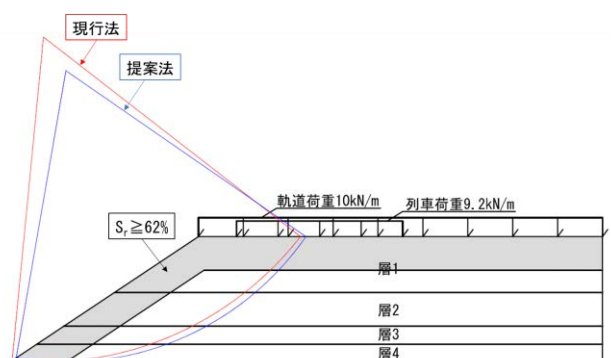 現行法
提案法
軌道荷重10kN/m
列車荷重9.2kN/m
Sr≧62%
層1
層2
層3
層4